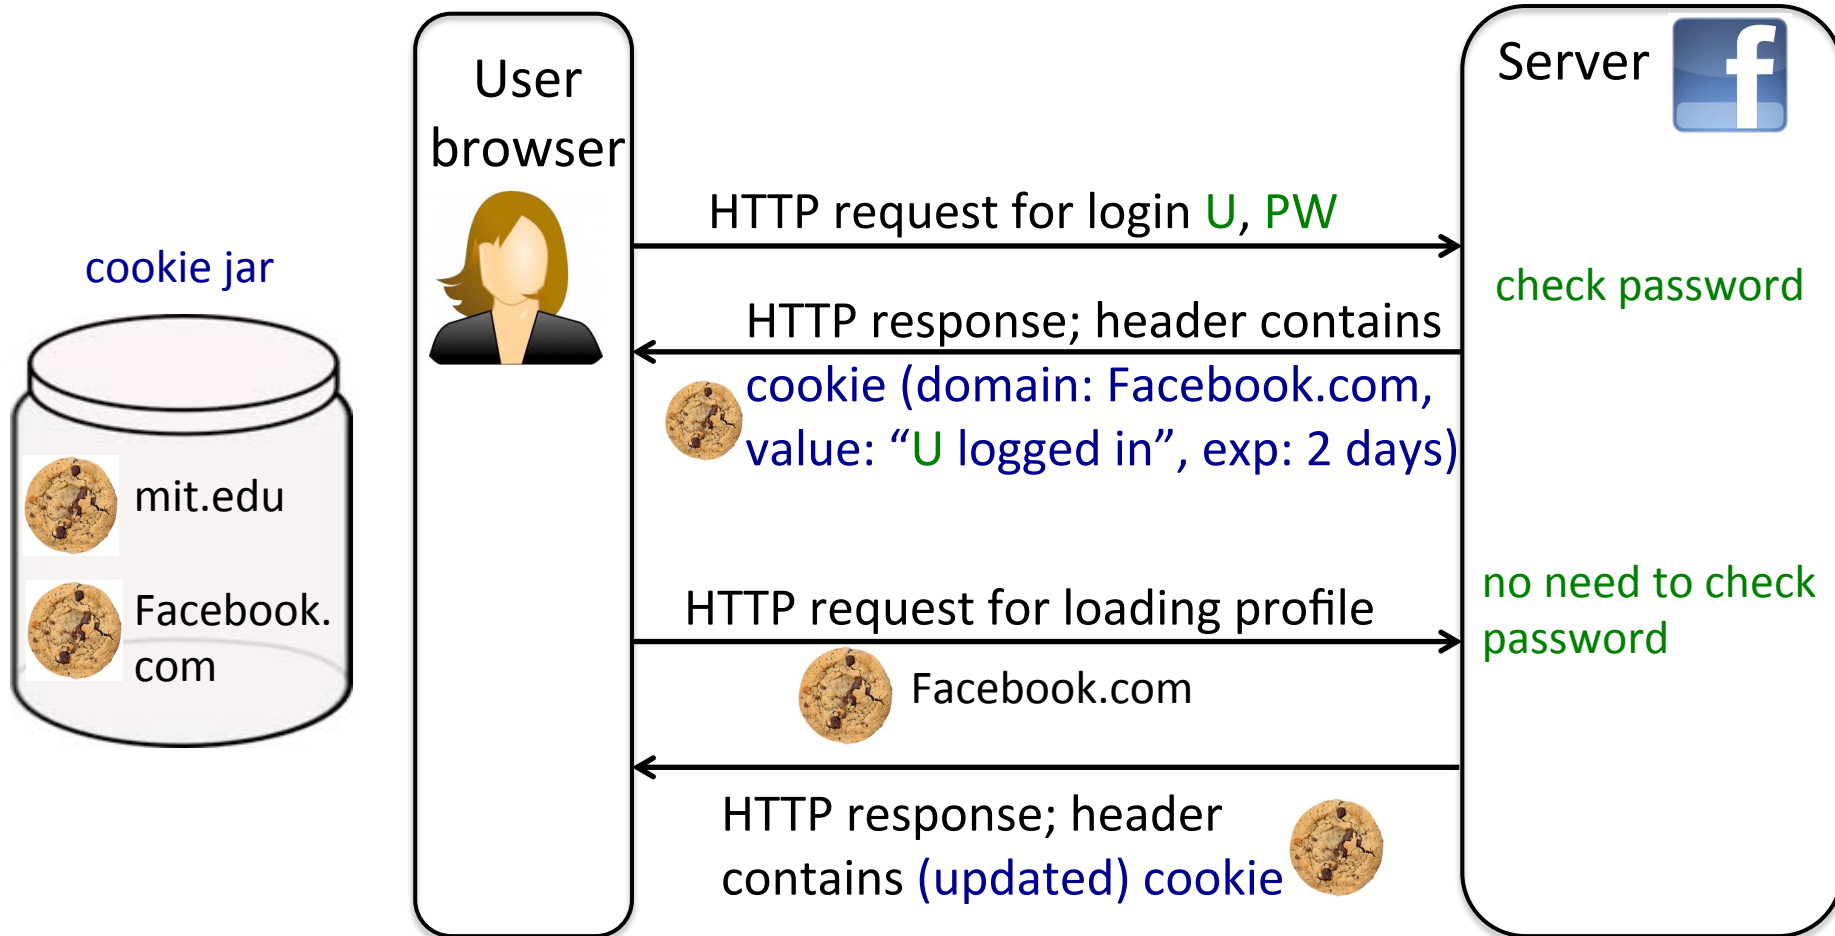 cookie jar
mit.edu
Facebook.
com
User
browser
Server
f
HTTP request for login U, PW
check password
HTTP response; header contains
cookie (domain: Facebook.com,
value: “U logged in”, exp: 2 days)
HTTP request for loading profile
no need to check
password
Facebook.com
HTTP response; header
contains (updated) cookie